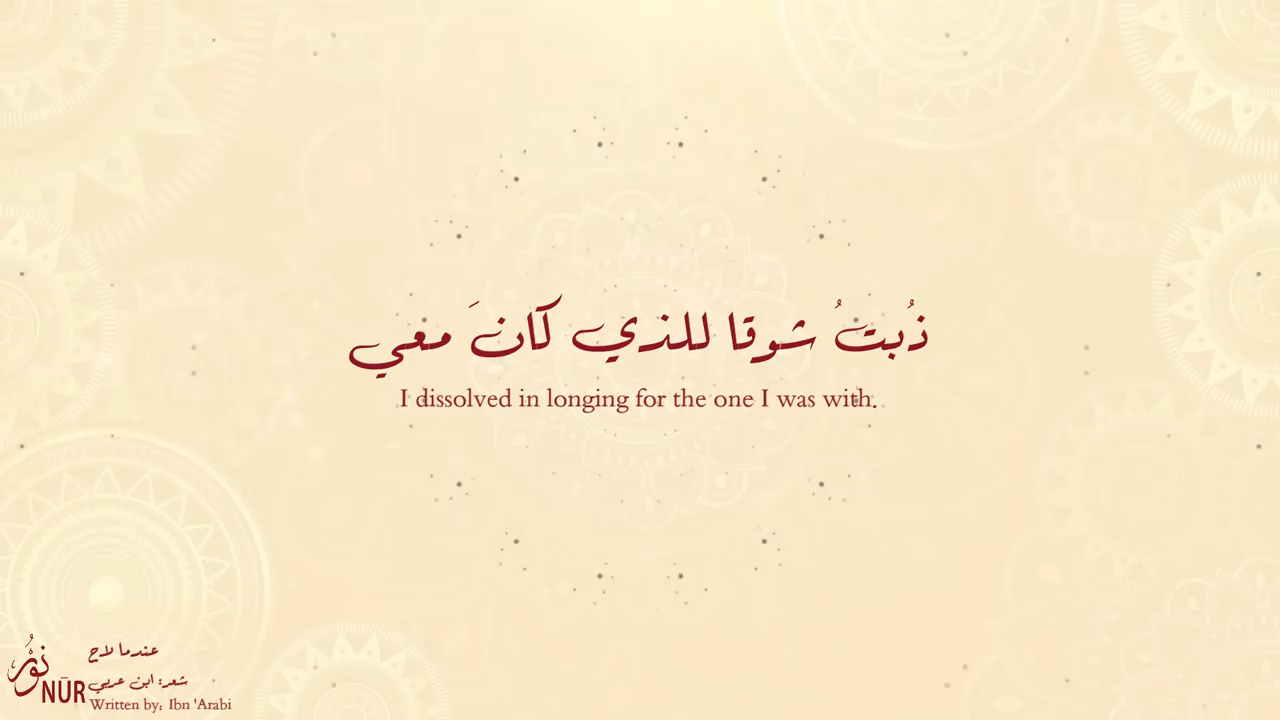 ذُبتُ شوقا للذي كانَ معي
I dissolved in longing for the one I was with.
عندما لاح
نُور
NŪR
شعر: ابن عربي
Written by: Ibn 'Arabi